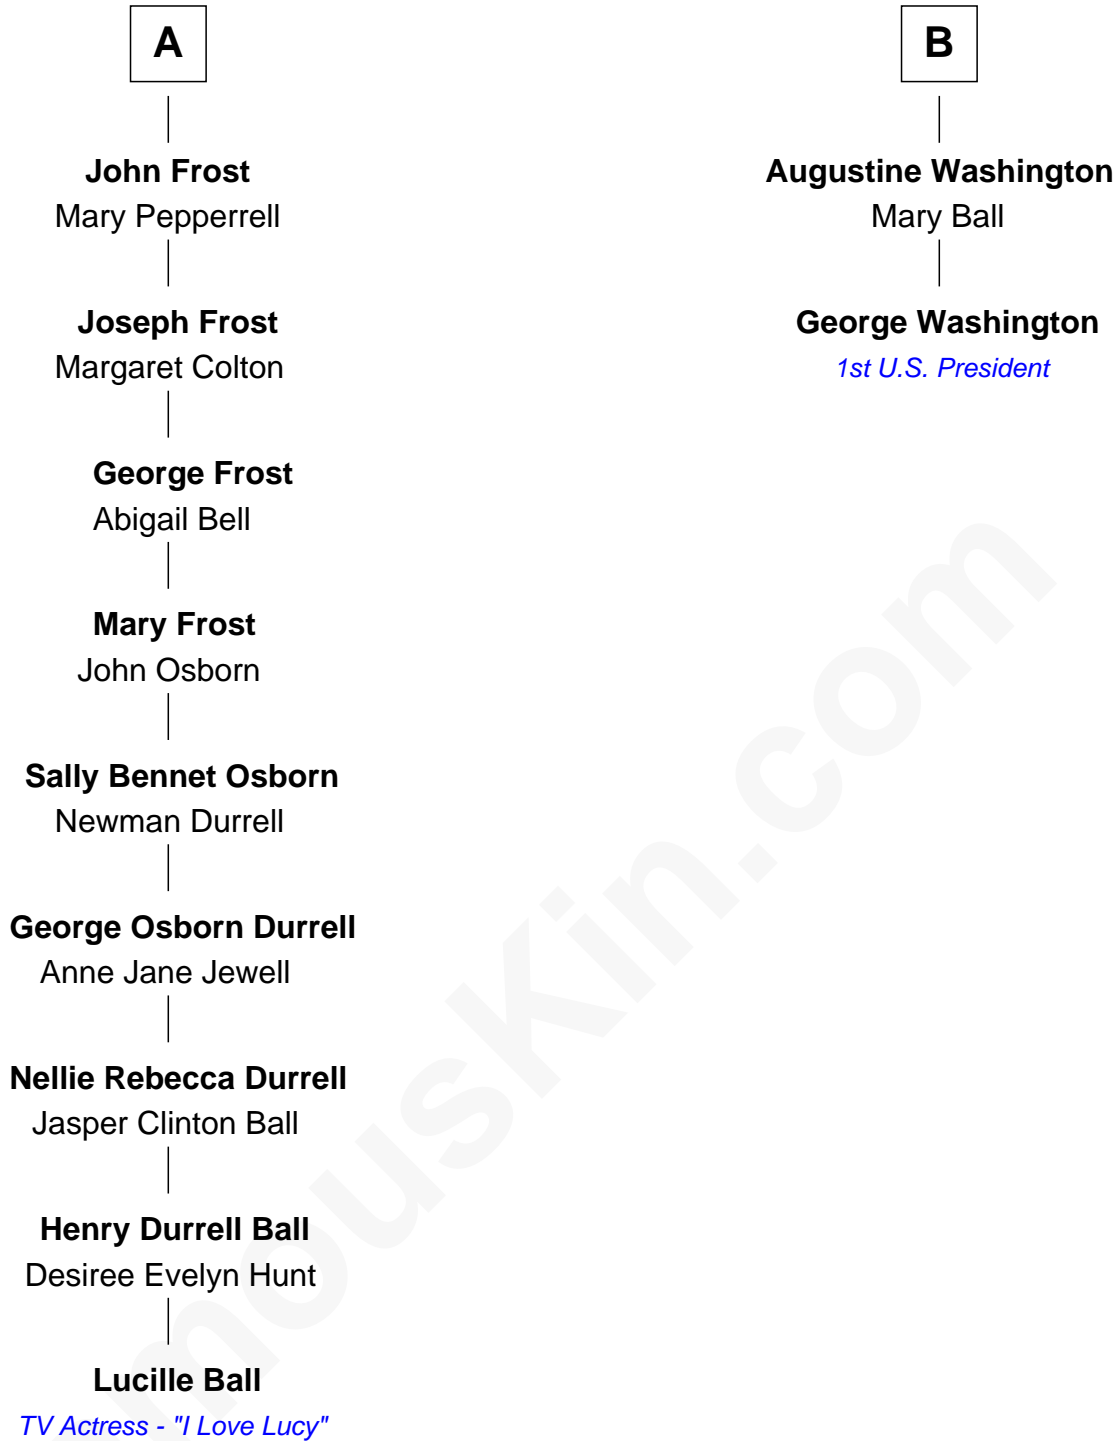 A
John Frost
Mary Pepperrell
Joseph Frost
Margaret Colton
George Frost
Abigail Bell
Mary Frost
John Osborn
Sally Bennet Osborn
Newman Durrell
George Osborn Durrell
Anne Jane Jewell
Nellie Rebecca Durrell
Jasper Clinton Ball
Henry Durrell Ball
Desiree Evelyn Hunt
Lucille Ball
TV Actress - "I Love Lucy"
B
Augustine Washington
Mary Ball
George Washington
1st U.S. President
mouskin.com